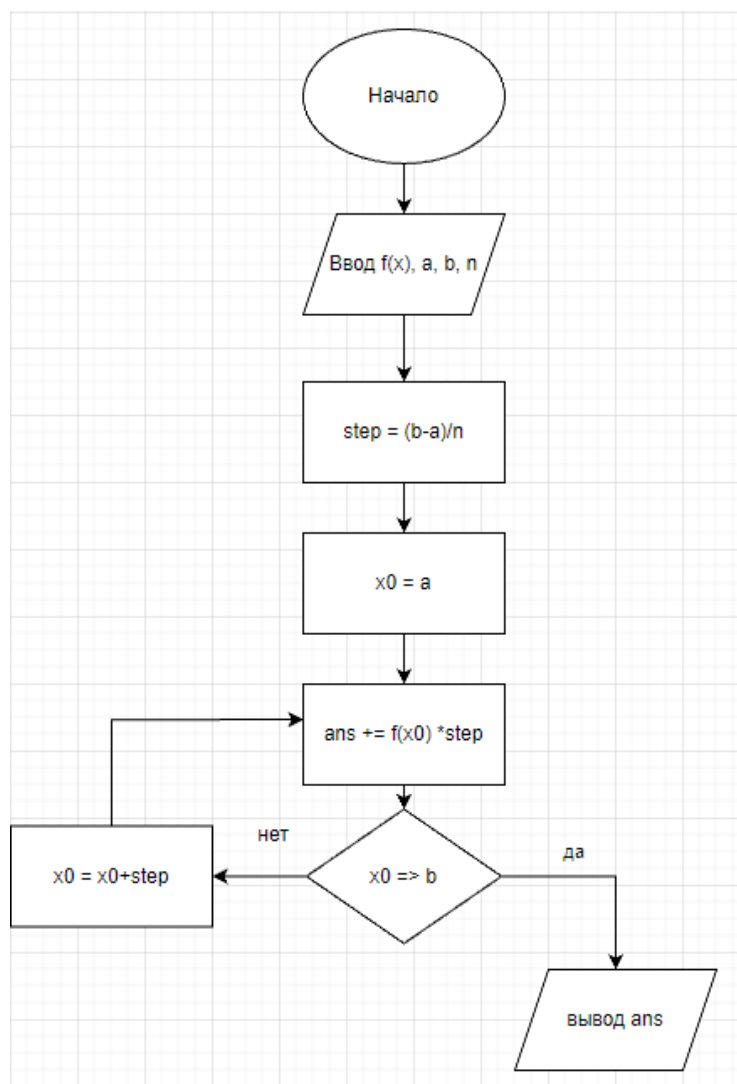 Начало
Ввод f(x), a, b, n
step = (b-a)/n
x0 = a
ans += f(x0) *step
нет
да
x0 = x0+step
x0 => b
вывод ans